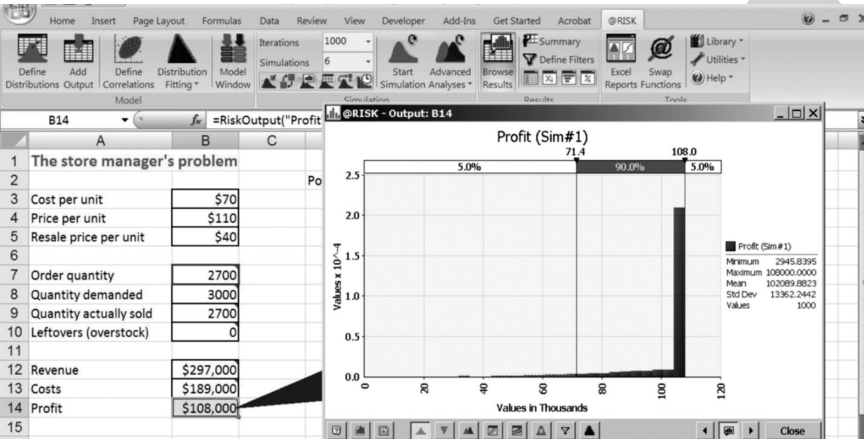 Home Insert Page Layout Formulas Data Review View Developer Add-Ins Get Started Acrobat @RISK
Define Distributions
Add Output
Define Correlations
Distribution Fitting
Model Window
Iterations 1000
Simulations 6
Start Simulation
Advanced Analyses
Browse Results
Summary
Define Filters
Excel Reports
Swap Functions
Library
Utilities
Help
Model Simulation Results Tools
B14 fx =RiskOutput("Profit
A B C
1 The store manager's problem
2 Po
3 Cost per unit $70
4 Price per unit $110
5 Resale price per unit $40
6
7 Order quantity 2700
8 Quantity demanded 3000
9 Quantity actually sold 2700
10 Leftovers (overstock) 0
11
12 Revenue $297,000
13 Costs $189,000
14 Profit $108,000
15
@RISK - Output: B14
Profit (Sim#1)
71.4 108.0
5.0% 90.0% 5.0%
2.5
2.0
1.5
1.0
0.5
0.0
Values x 10^-4
0 20 40 60 80 100 120
Values in Thousands
Profit (Sim#1)
Minimum 2945.8395
Maximum 108000.0000
Mean 102089.8823
Std Dev 13362.2442
Values 1000
Close